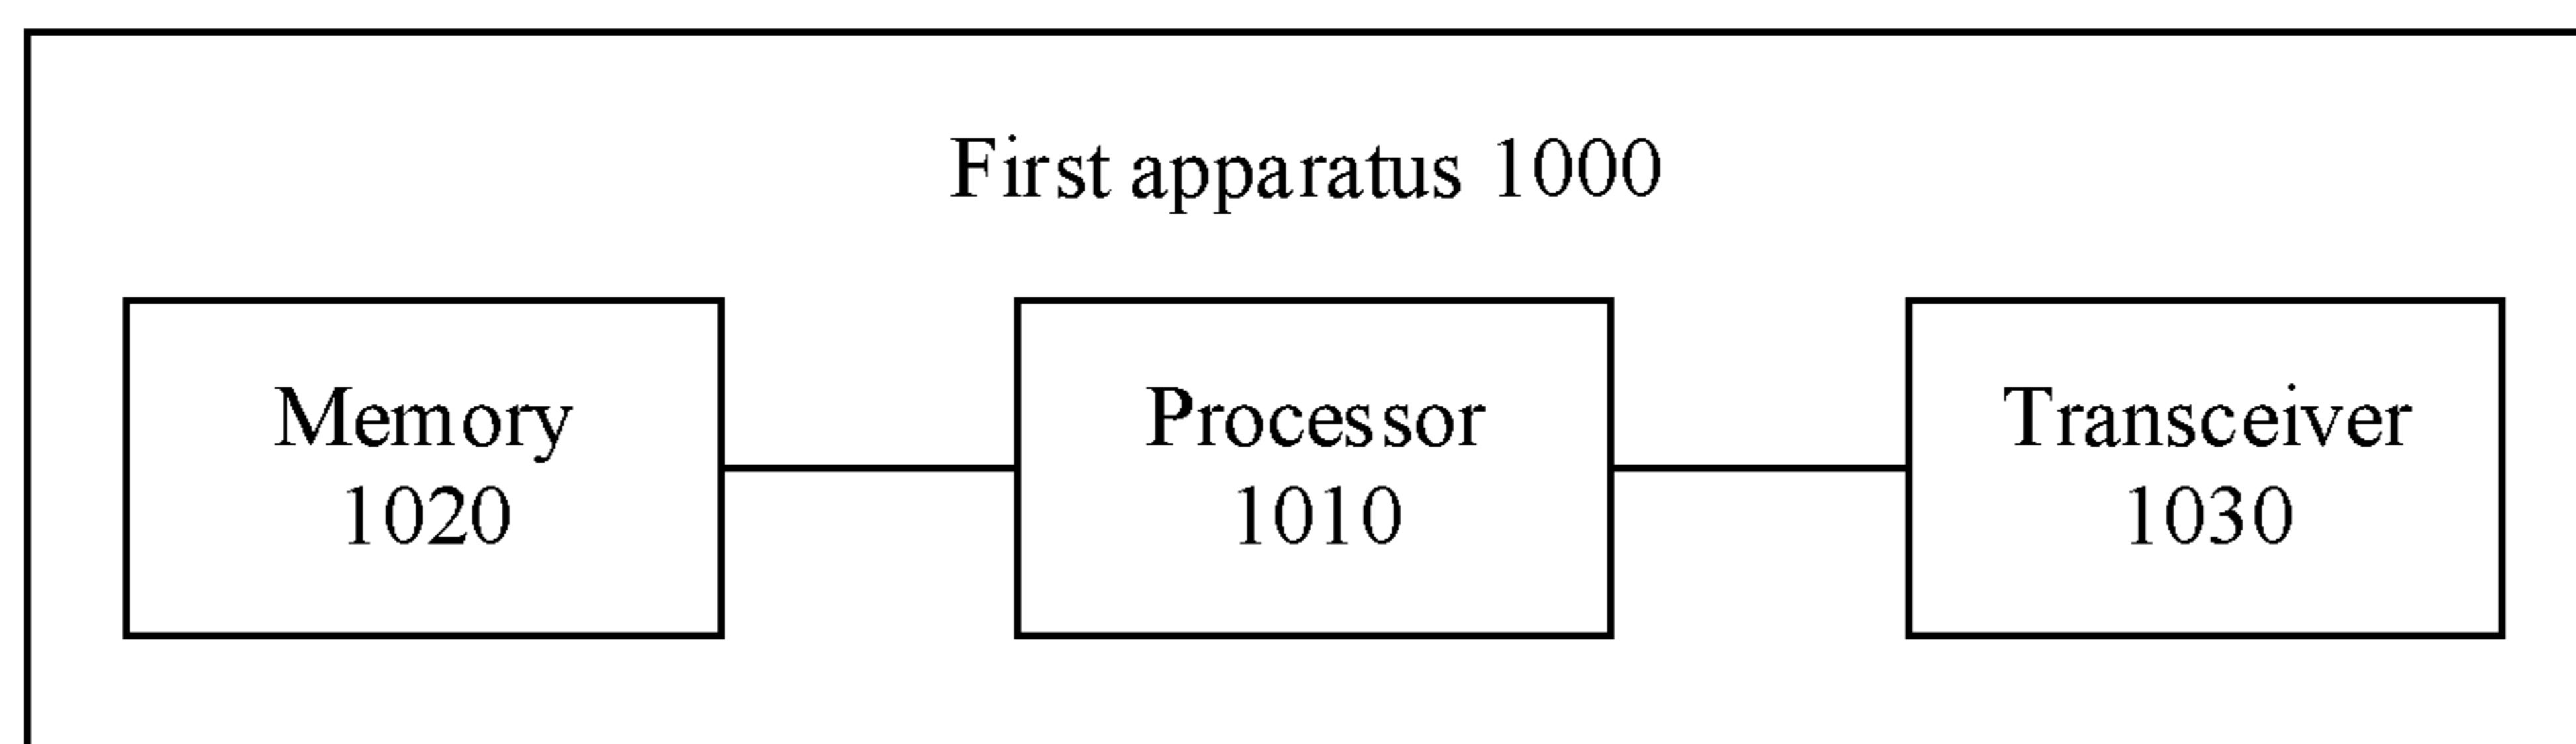 First apparatus 1000
Memory
1020
Processor
1010
Transceiver
1030